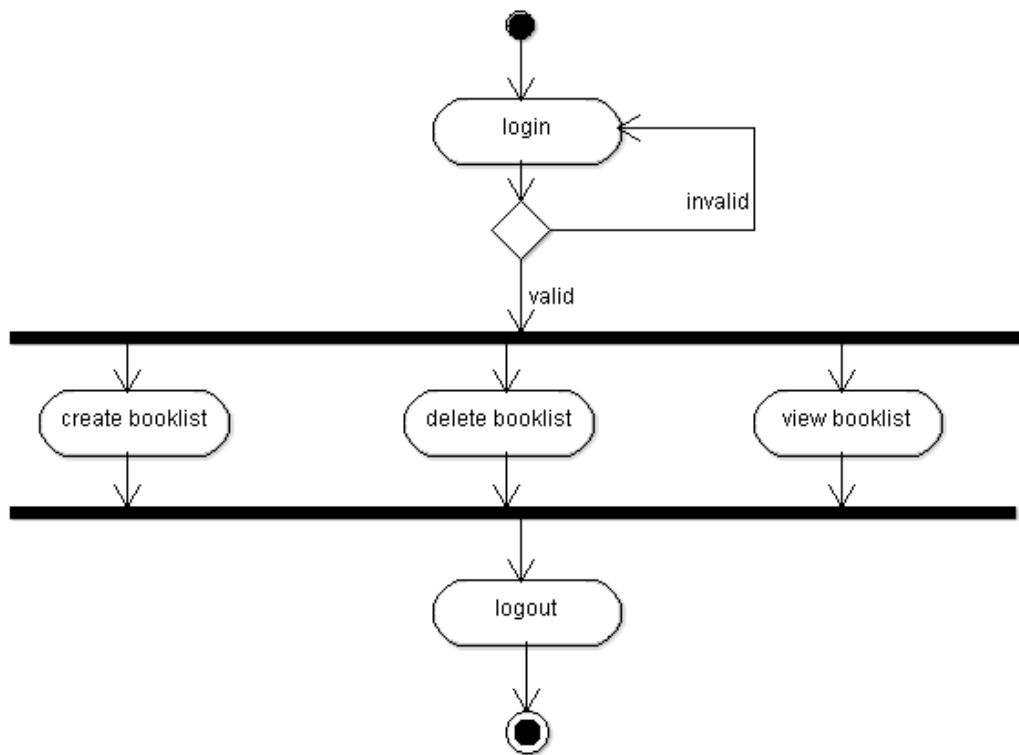 login
invalid
valid
create booklist
delete booklist
view booklist
logout